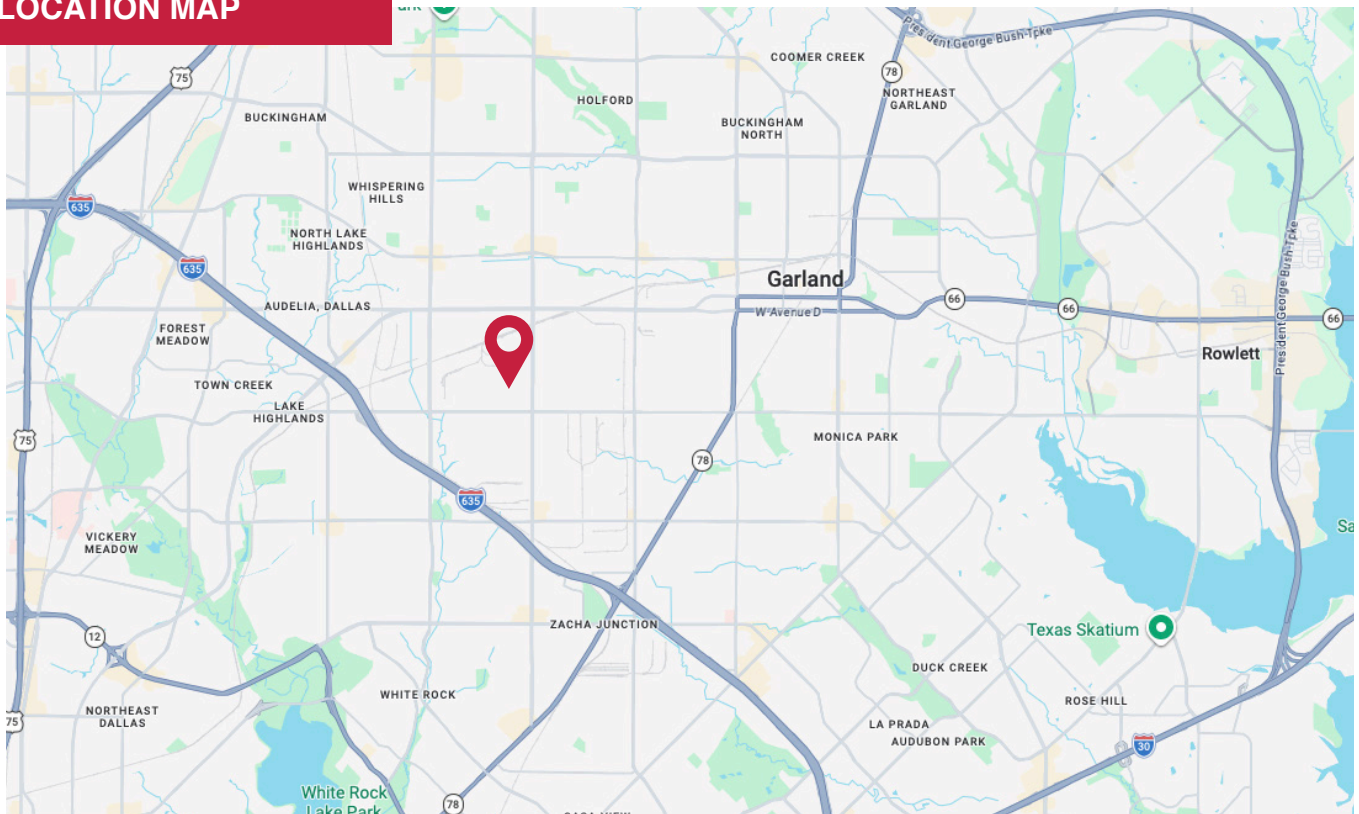 LOCATION MAP
President George Bush-Tpke
COOMER CREEK
75
78
NORTHEAST
GARLAND
HOLFORD
BUCKINGHAM
BUCKINGHAM
NORTH
WHISPERING
HILLS
635
NORTH LAKE
HIGHLANDS
635
Garland
President George Bush-Tpke
AUDELIA, DALLAS
W Avenue D
66
66
66
FOREST
MEADOW
Rowlett
TOWN CREEK
LAKE
HIGHLANDS
75
MONICA PARK
78
635
VICKERY
MEADOW
Sa
ZACHA JUNCTION
Texas Skatium
12
DUCK CREEK
WHITE ROCK
ROSE HILL
NORTHEAST
DALLAS
75
LA PRADA
AUDUBON PARK
30
White Rock
Lake Park
78